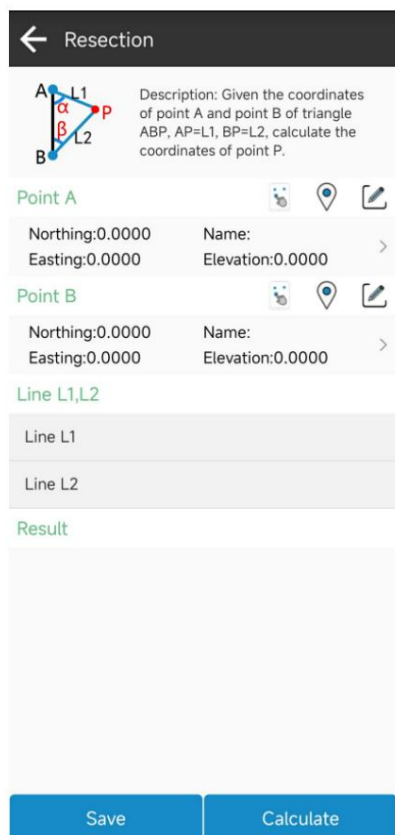 Resection
A
L1
α
P
β
L2
B
Description: Given the coordinates
of point A and point B of triangle
ABP, AP=L1, BP=L2, calculate the
coordinates of point P.
Point A
Northing:0.0000 Name:
Easting:0.0000 Elevation:0.0000
Point B
Northing:0.0000 Name:
Easting:0.0000 Elevation:0.0000
Line L1,L2
Line L1
Line L2
Result
Save Calculate